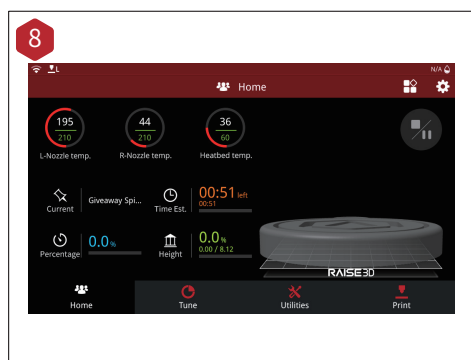 8
L
N/A
Home
195
210
44
210
36
60
L-Nozzle temp.
R-Nozzle temp.
Heatbed temp.
Current
Giveaway Spi...
Time Est.
00:51 left
00:51
Percentage
0.0 %
Height
0.0 %
0.00 / 8.12
RAISE3D
Home
Tune
Utilities
Print